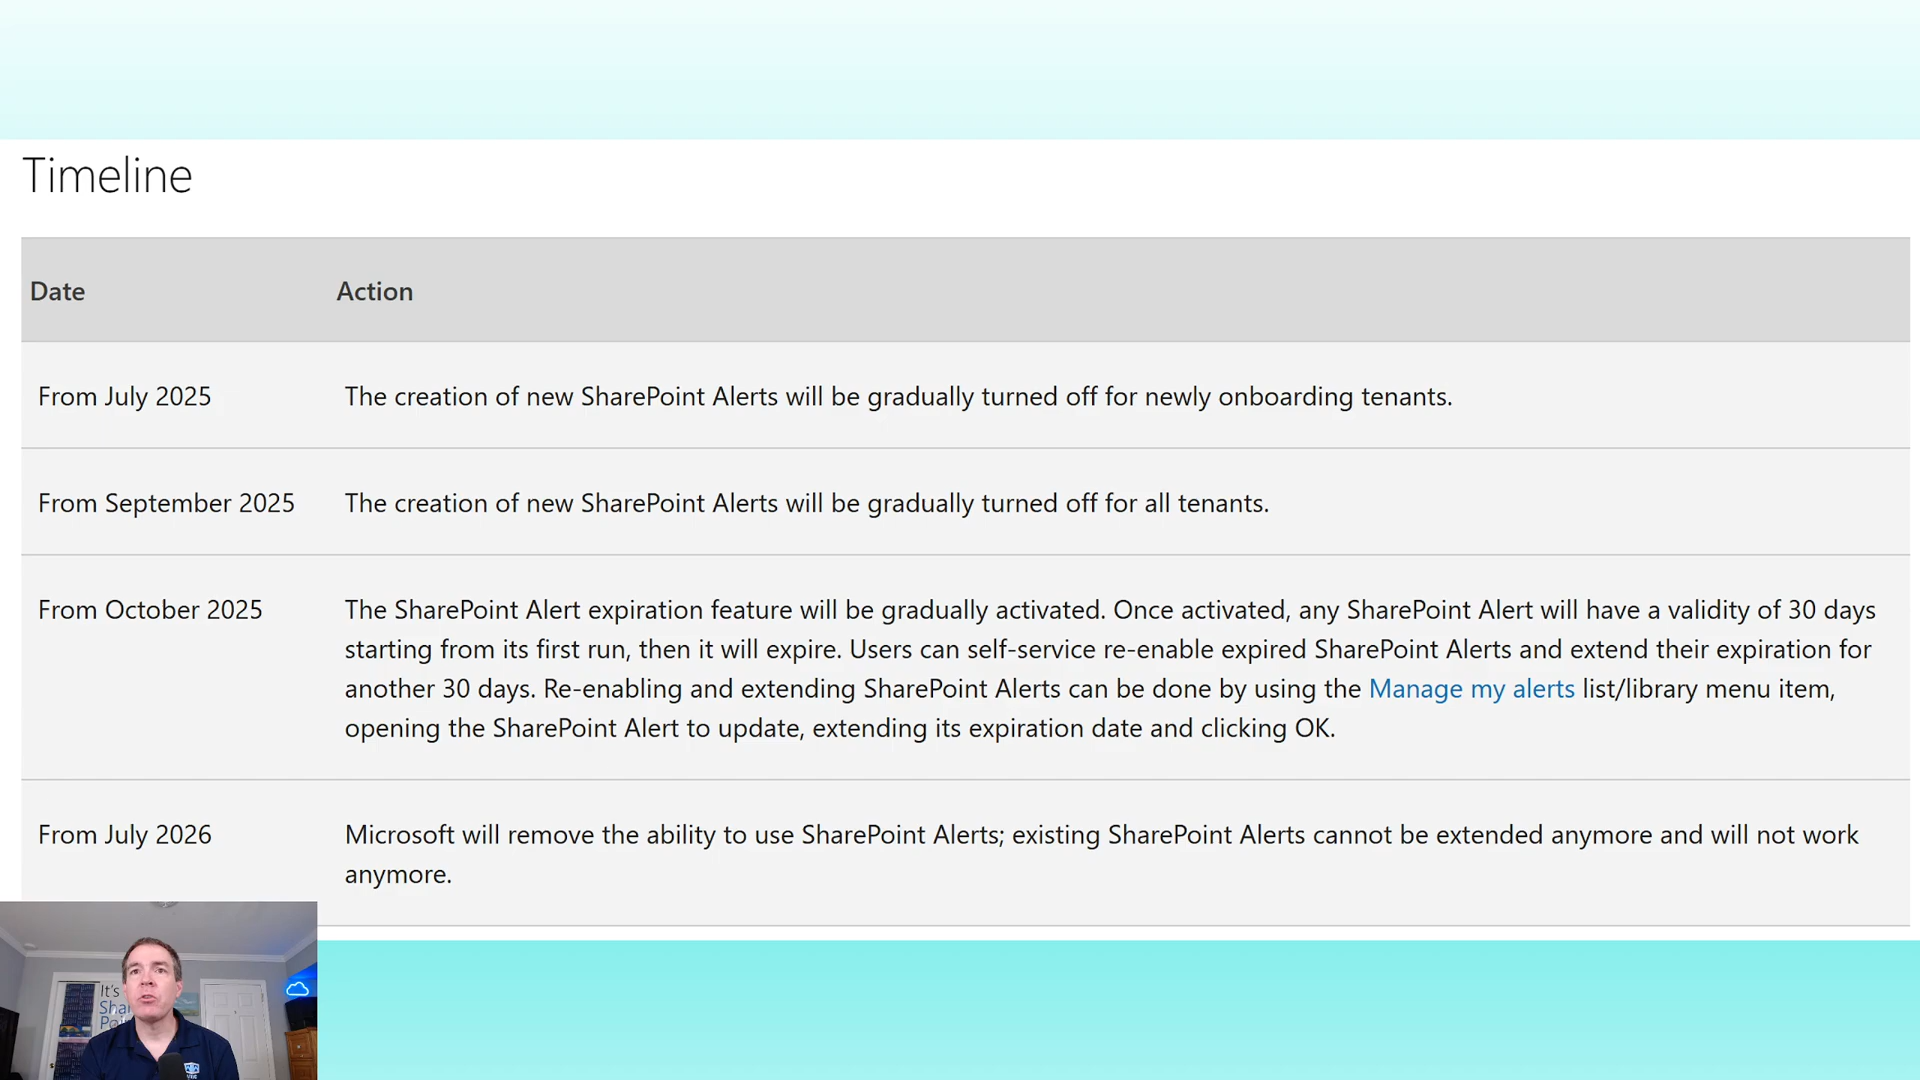 Timeline
Date Action
From July 2025 The creation of new SharePoint Alerts will be gradually turned off for newly onboarding tenants.
From September 2025 The creation of new SharePoint Alerts will be gradually turned off for all tenants.
From October 2025 The SharePoint Alert expiration feature will be gradually activated. Once activated, any SharePoint Alert will have a validity of 30 days
starting from its first run, then it will expire. Users can self-service re-enable expired SharePoint Alerts and extend their expiration for
another 30 days. Re-enabling and extending SharePoint Alerts can be done by using the Manage my alerts list/library menu item,
opening the SharePoint Alert to update, extending its expiration date and clicking OK.
From July 2026 Microsoft will remove the ability to use SharePoint Alerts; existing SharePoint Alerts cannot be extended anymore and will not work
anymore.
It's